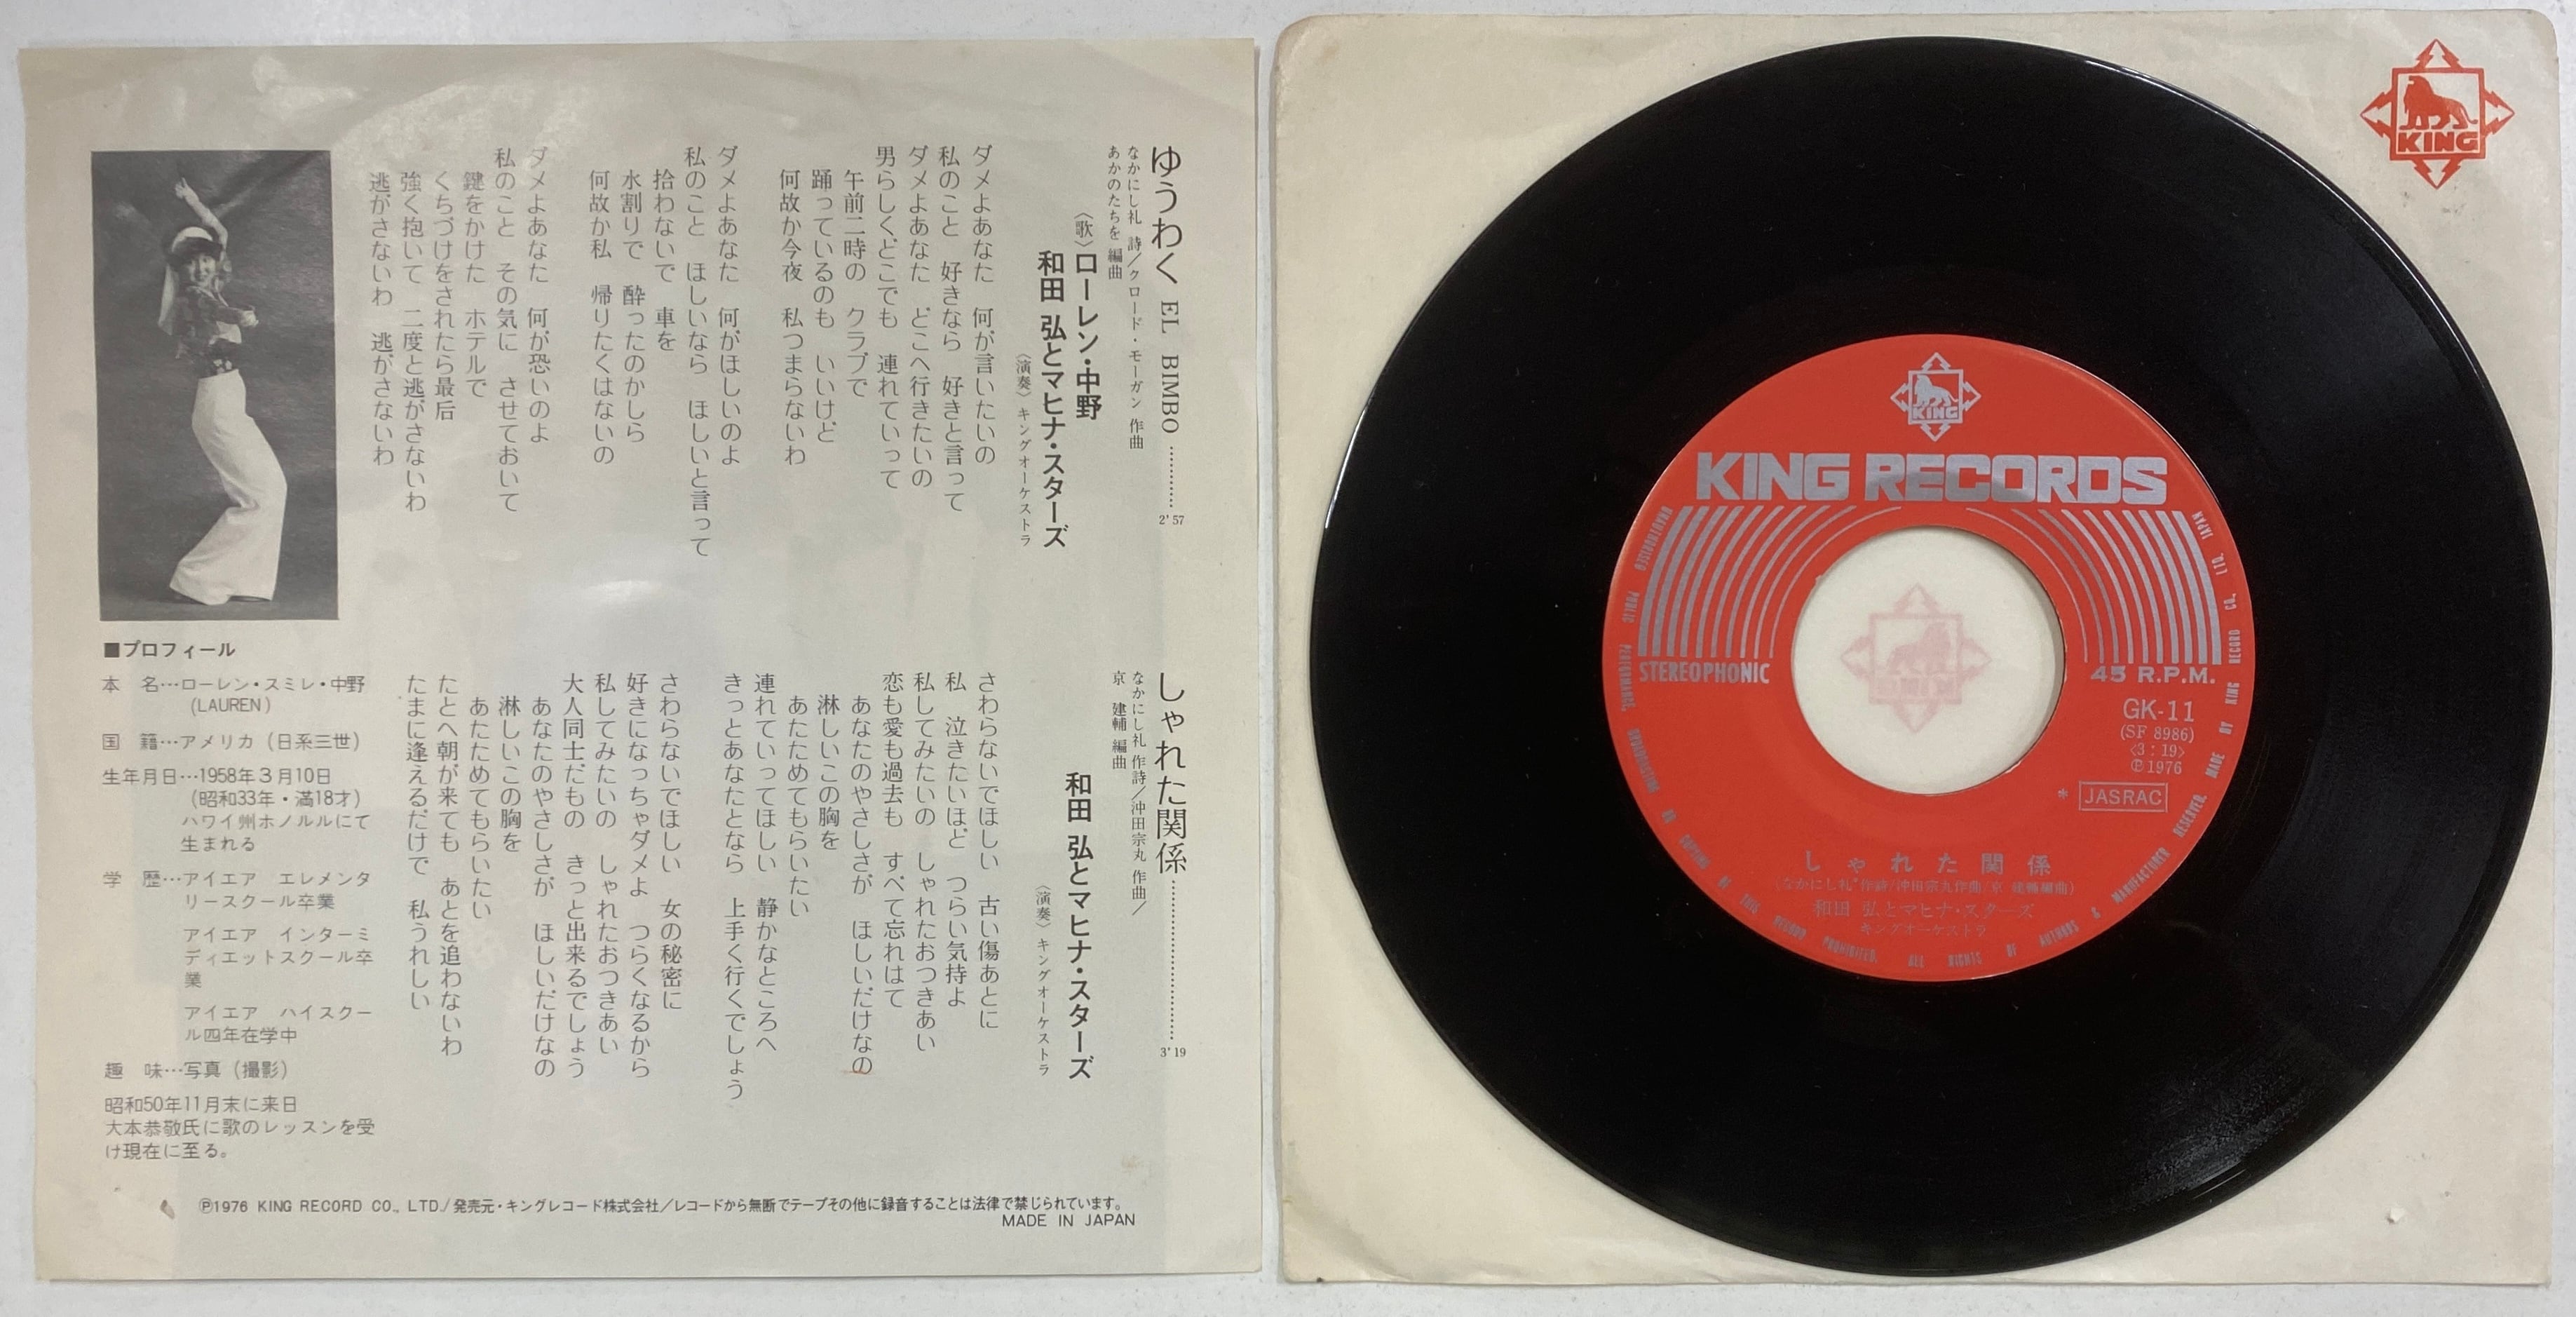 ゆうわく EL BIMBO…………2'57
なかにし礼 詩／クロード・モーガン 作曲
あかのたちを 編曲
〈歌〉ローレン・中野
和田 弘とマヒナ・スターズ
〈演奏〉キングオーケストラ
ダメよあなた 何が言いたいの
私のこと 好きなら 好きと言って
ダメよあなた どこへ行きたいの
男らしくどこでも 連れていって
午前二時の クラブで
踊っているのも いいけど
何故か今夜 私つまらないわ
ダメよあなた 何がほしいのよ
私のこと ほしいなら ほしいと言って
拾わないで 車を
水割りで 酔ったのかしら
何故か私 帰りたくはないの
ダメよあなた 何が恐いのよ
私のこと その気に させておいて
鍵をかけた ホテルで
くちづけをされたら最后
強く抱いて 二度と逃がさないわ
逃がさないわ 逃がさないわ
しゃれた関係…………3'19
なかにし礼 作詩／沖田宗丸 作曲／
京 建輔 編曲
和田 弘とマヒナ・スターズ
〈演奏〉キングオーケストラ
さわらないでほしい 古い傷あとに
私 泣きたいほど つらい気持よ
私してみたいの しゃれたおつきあい
恋も愛も過去も すべて忘れはて
あなたのやさしさが ほしいだけなの
淋しいこの胸を
あたためてもらいたい
連れていってほしい 静かなところへ
きっとあなたとなら 上手く行くでしょう
さわらないでほしい 女の秘密に
好きになっちゃダメよ つらくなるから
私してみたいの しゃれたおつきあい
大人同士だもの きっと出来るでしょう
あなたのやさしさが ほしいだけなの
淋しいこの胸を
あたためてもらいたい
たとへ朝が来ても あとを追わないわ
たまに逢えるだけで 私うれしい
■プロフィール
本 名…ローレン・スミレ・中野
(LAUREN)
国 籍…アメリカ（日系三世）
生年月日…1958年3月10日
（昭和33年・満18才）
ハワイ州ホノルルにて
生まれる
学 歴…アイエア エレメンタ
リースクール卒業
アイエア インターミ
ディエットスクール卒
業
アイエア ハイスクー
ル四年在学中
趣 味…写真（撮影）
昭和50年11月末に来日
大本恭敬氏に歌のレッスンを受
け現在に至る。
Ⓟ1976 KING RECORD CO., LTD./発売元・キングレコード株式会社／レコードから無断でテープその他に録音することは法律で禁じられています。
MADE IN JAPAN
KING
KING
KING RECORDS
STEREOPHONIC
45 R.P.M.
GK-11
(SF 8986)
<3:19>
Ⓟ1976
* JASRAC
しゃれた関係
(なかにし礼 作詩/沖田宗丸作曲/京 建輔編曲)
和田 弘とマヒナ・スターズ
キングオーケストラ
MADE BY KING RECORD CO., LTD. JAPAN
MANUFACTURER RESERVED. UNAUTHORISED PUBLIC PERFORMANCE, BROADCASTING OR COPYING OF THIS RECORD PROHIBITED. ALL RIGHTS OF AUTHORS &